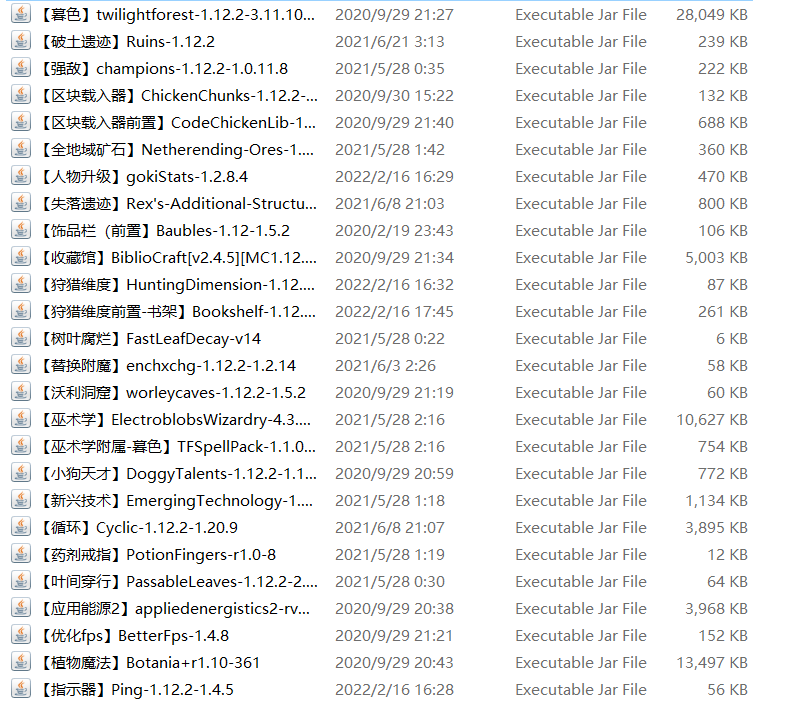 【暮色】twilightforest-1.12.2-3.11.10... 2020/9/29 21:27 Executable Jar File 28,049 KB
【破土遗迹】Ruins-1.12.2 2021/6/21 3:13 Executable Jar File 239 KB
【强敌】champions-1.12.2-1.0.11.8 2021/5/28 0:35 Executable Jar File 222 KB
【区块载入器】ChickenChunks-1.12.2-... 2020/9/30 15:22 Executable Jar File 132 KB
【区块载入器前置】CodeChickenLib-1... 2020/9/29 21:40 Executable Jar File 688 KB
【全地域矿石】Netherending-Ores-1.... 2021/5/28 1:42 Executable Jar File 360 KB
【人物升级】gokiStats-1.2.8.4 2022/2/16 16:29 Executable Jar File 470 KB
【失落遗迹】Rex's-Additional-Structu... 2021/6/8 21:03 Executable Jar File 800 KB
【饰品栏（前置】Baubles-1.12-1.5.2 2020/2/19 23:43 Executable Jar File 106 KB
【收藏馆】BiblioCraft[v2.4.5][MC1.12.... 2020/9/29 21:34 Executable Jar File 5,003 KB
【狩猎维度】HuntingDimension-1.12.... 2022/2/16 16:32 Executable Jar File 87 KB
【狩猎维度前置-书架】Bookshelf-1.12.... 2022/2/16 17:45 Executable Jar File 261 KB
【树叶腐烂】FastLeafDecay-v14 2021/5/28 0:22 Executable Jar File 6 KB
【替换附魔】enchxchg-1.12.2-1.2.14 2021/6/3 2:26 Executable Jar File 58 KB
【沃利洞窟】worleycaves-1.12.2-1.5.2 2020/9/29 21:19 Executable Jar File 60 KB
【巫术学】ElectroblobsWizardry-4.3.... 2021/5/28 2:16 Executable Jar File 10,627 KB
【巫术学附属-暮色】TFSpellPack-1.1.0... 2021/5/28 2:16 Executable Jar File 754 KB
【小狗天才】DoggyTalents-1.12.2-1.1... 2020/9/29 20:59 Executable Jar File 772 KB
【新兴技术】EmergingTechnology-1.... 2021/5/28 1:18 Executable Jar File 1,134 KB
【循环】Cyclic-1.12.2-1.20.9 2021/6/8 21:07 Executable Jar File 3,895 KB
【药剂戒指】PotionFingers-r1.0-8 2021/5/28 1:19 Executable Jar File 12 KB
【叶间穿行】PassableLeaves-1.12.2-2.... 2021/5/28 0:30 Executable Jar File 64 KB
【应用能源2】appliedenergistics2-rv... 2020/9/29 20:38 Executable Jar File 3,968 KB
【优化fps】BetterFps-1.4.8 2020/9/29 21:21 Executable Jar File 152 KB
【植物魔法】Botania+r1.10-361 2020/9/29 20:43 Executable Jar File 13,497 KB
【指示器】Ping-1.12.2-1.4.5 2022/2/16 16:28 Executable Jar File 56 KB